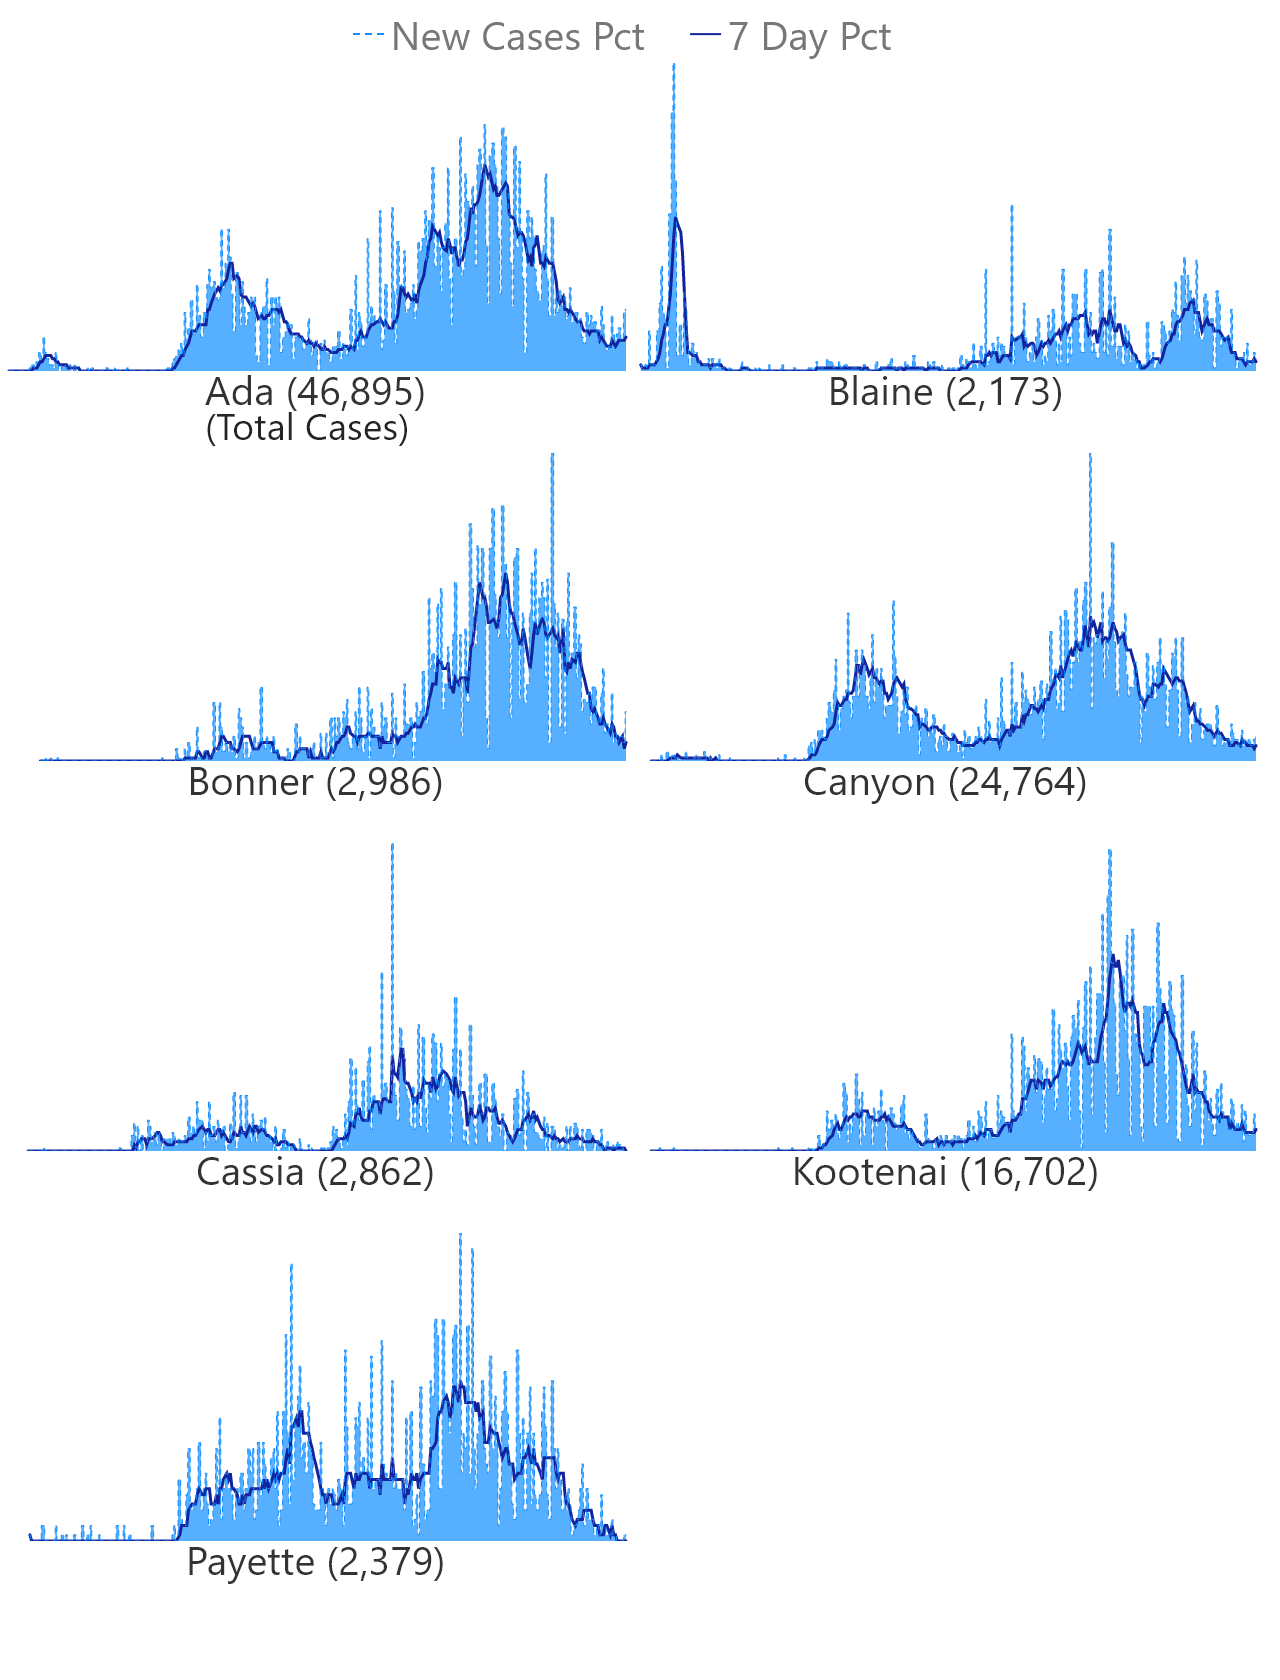 New Cases Pct 7 Day Pct
Ada (46,895)
(Total Cases)
Blaine (2,173)
Bonner (2,986)
Canyon (24,764)
Cassia (2,862)
Kootenai (16,702)
Payette (2,379)